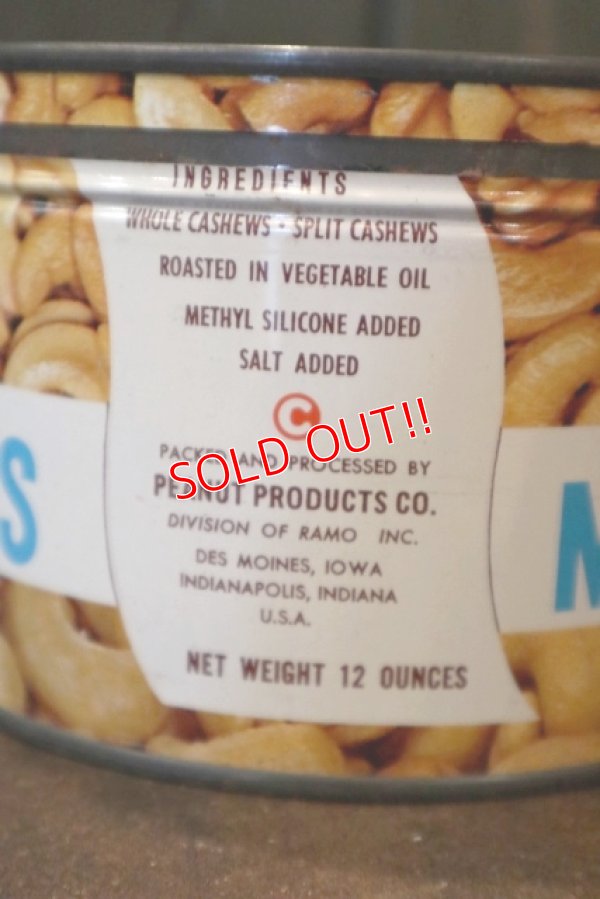 INGREDIENTS
WHOLE CASHEWS • SPLIT CASHEWS
ROASTED IN VEGETABLE OIL
METHYL SILICONE ADDED
SALT ADDED
C
SOLD OUT!!
PACKED AND PROCESSED BY
PEANUT PRODUCTS CO.
DIVISION OF RAMO INC.
DES MOINES, IOWA
INDIANAPOLIS, INDIANA
U.S.A.
NET WEIGHT 12 OUNCES
S
M